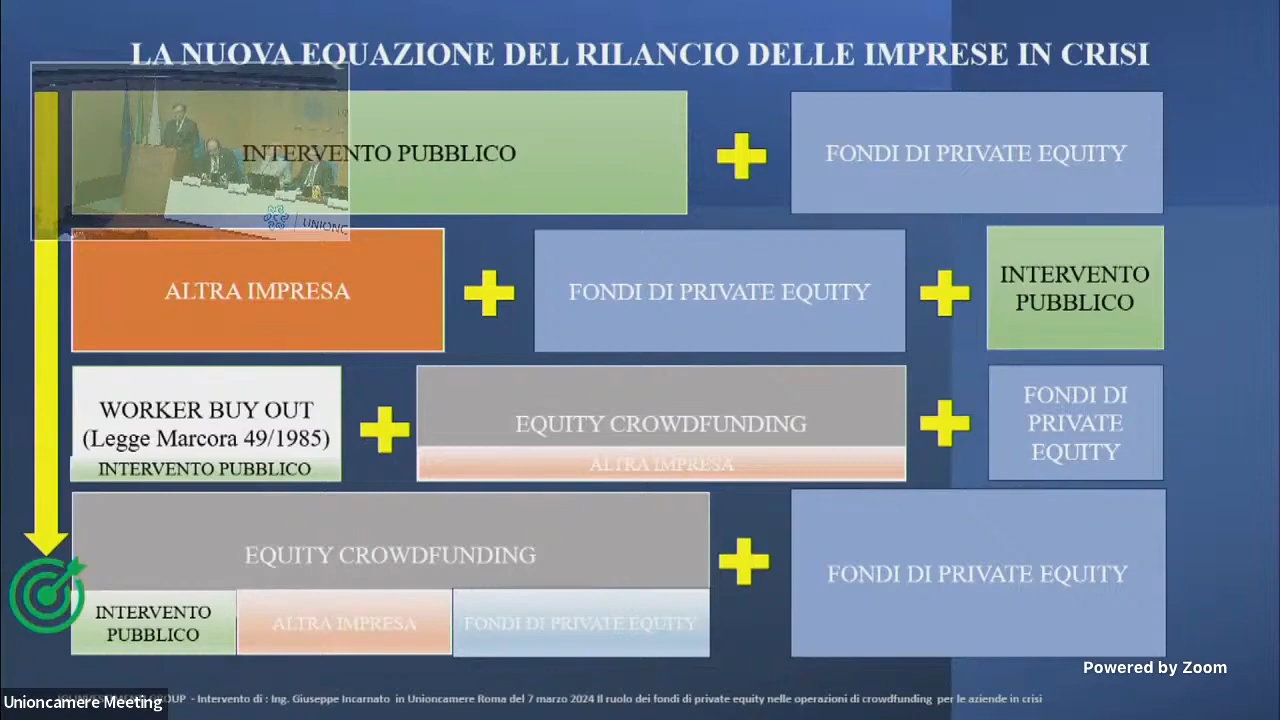 LA NUOVA EQUAZIONE DEL RILANCIO DELLE IMPRESE IN CRISI
INTERVENTO PUBBLICO
FONDI DI PRIVATE EQUITY
UNIONC
ALTRA IMPRESA
FONDI DI PRIVATE EQUITY
INTERVENTO
PUBBLICO
WORKER BUY OUT
(Legge Marcora 49/1985)
INTERVENTO PUBBLICO
EQUITY CROWDFUNDING
ALTRA IMPRESA
FONDI DI
PRIVATE
EQUITY
EQUITY CROWDFUNDING
INTERVENTO
PUBBLICO
ALTRA IMPRESA
FONDI DI PRIVATE EQUITY
FONDI DI PRIVATE EQUITY
Powered by Zoom
- Intervento di : Ing. Giuseppe Incarnato in Unioncamere Roma del 7 marzo 2024 Il ruolo dei fondi di private equity nelle operazioni di crowdfunding per le aziende in crisi
Unioncamere Meeting